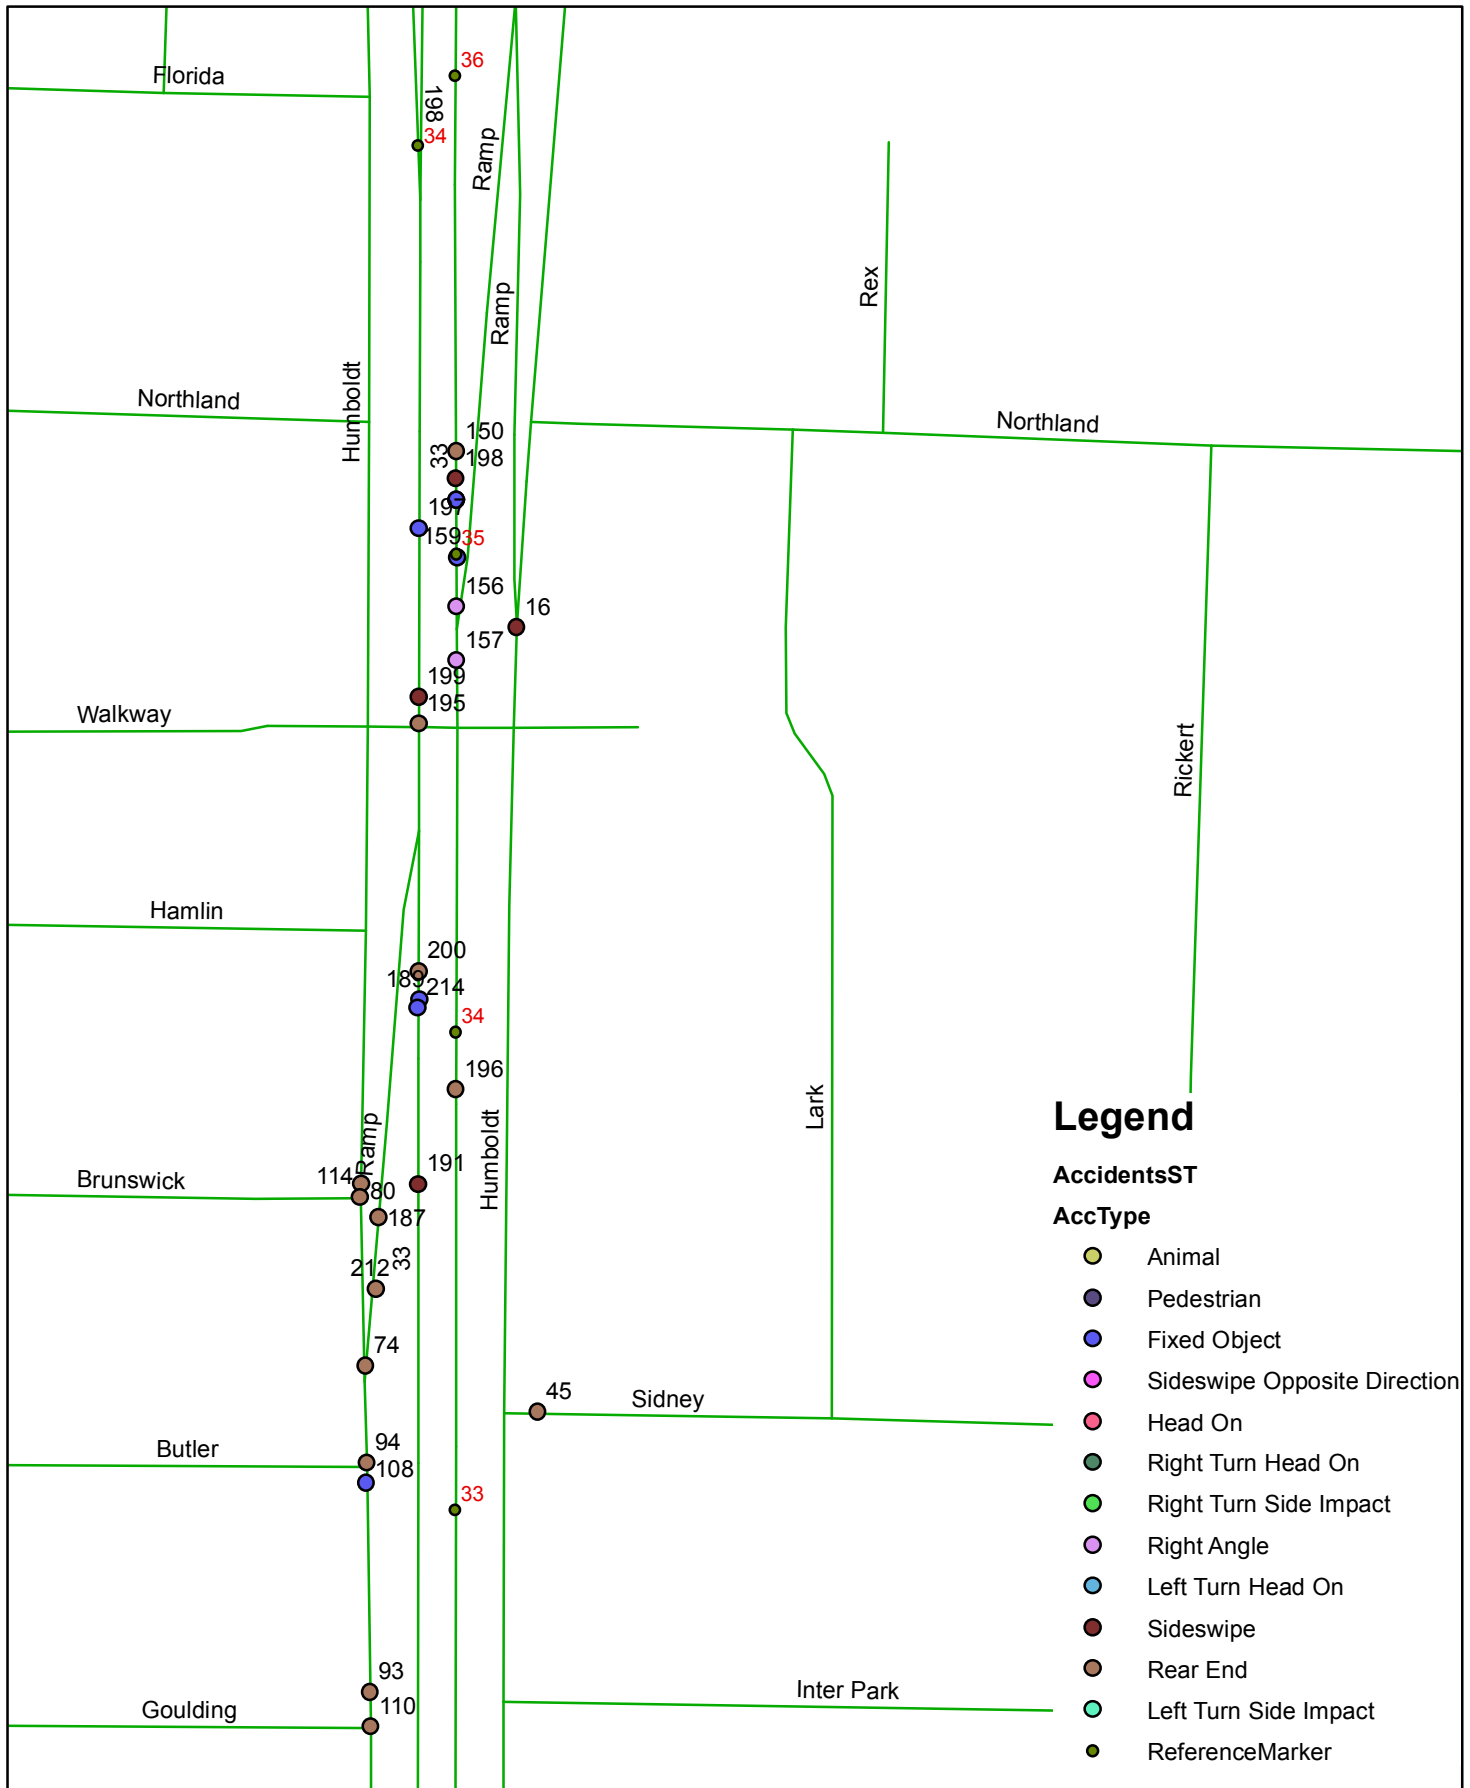 36
Florida
198
34
Ramp
Rex
Ramp
Humboldt
Northland
Northland
150
33
198
197
159
35
156
16
157
199
195
Walkway
Rickert
Hamlin
200
189
214
34
196
Lark
Humboldt
Ramp
114
191
Brunswick
80
187
33
212
74
45
Sidney
94
Butler
108
33
93
Inter Park
110
Goulding
Legend
AccidentsST
AccType
Animal
Pedestrian
Fixed Object
Sideswipe Opposite Direction
Head On
Right Turn Head On
Right Turn Side Impact
Right Angle
Left Turn Head On
Sideswipe
Rear End
Left Turn Side Impact
ReferenceMarker